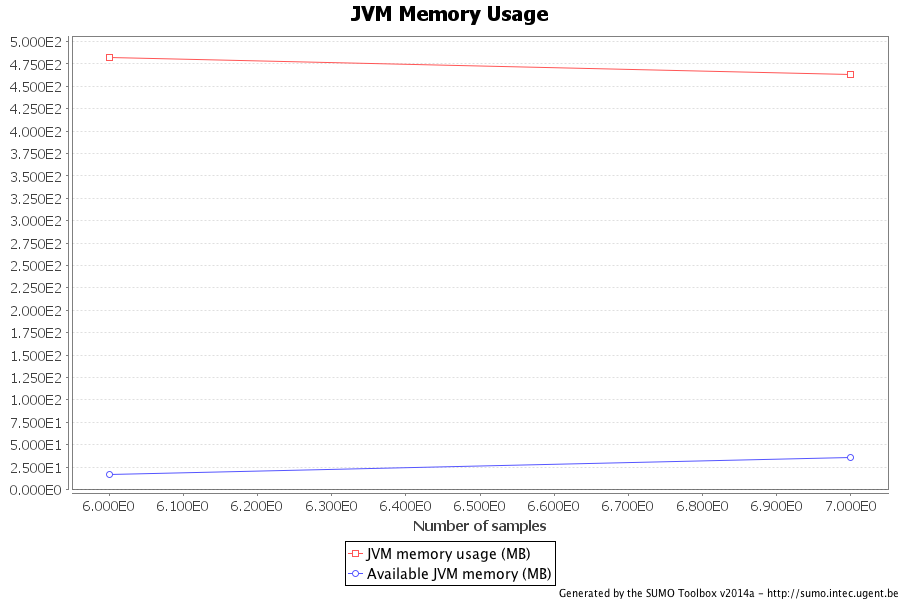 JVM Memory Usage
5.000E2
4.750E2
4.500E2
4.250E2
4.000E2
3.750E2
3.500E2
3.250E2
3.000E2
2.750E2
2.500E2
2.250E2
2.000E2
1.750E2
1.500E2
1.250E2
1.000E2
7.500E1
5.000E1
2.500E1
0.000E0
6.000E0 6.100E0 6.200E0 6.300E0 6.400E0 6.500E0 6.600E0 6.700E0 6.800E0 6.900E0 7.000E0
Number of samples
JVM memory usage (MB)
Available JVM memory (MB)
Generated by the SUMO Toolbox v2014a - http://sumo.intec.ugent.be